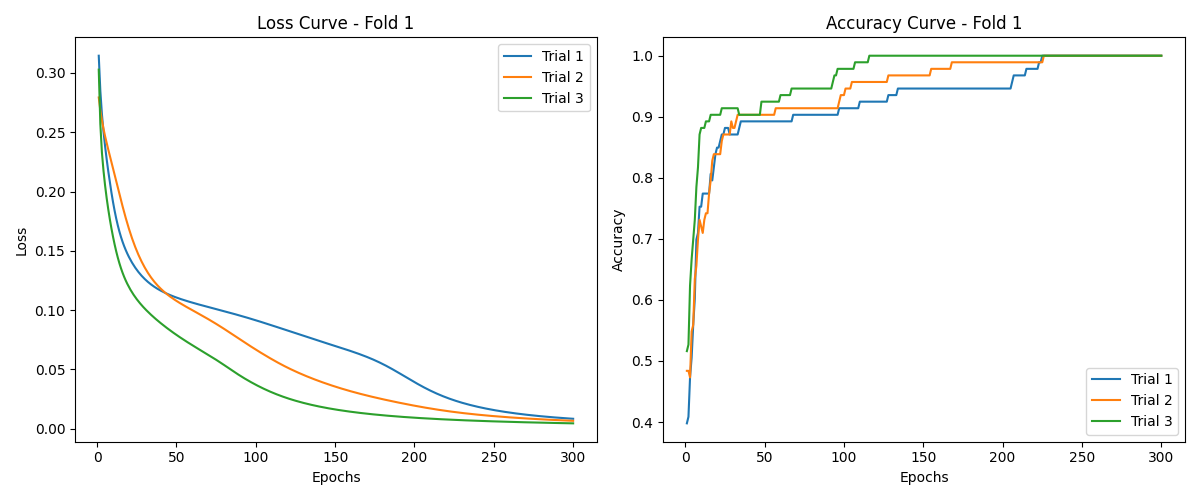 Loss Curve - Fold 1
Loss
0.30
0.25
0.20
0.15
0.10
0.05
0.00
0 50 100 150 200 250 300
Epochs
Trial 1
Trial 2
Trial 3
Accuracy Curve - Fold 1
Accuracy
1.0
0.9
0.8
0.7
0.6
0.5
0.4
0 50 100 150 200 250 300
Epochs
Trial 1
Trial 2
Trial 3